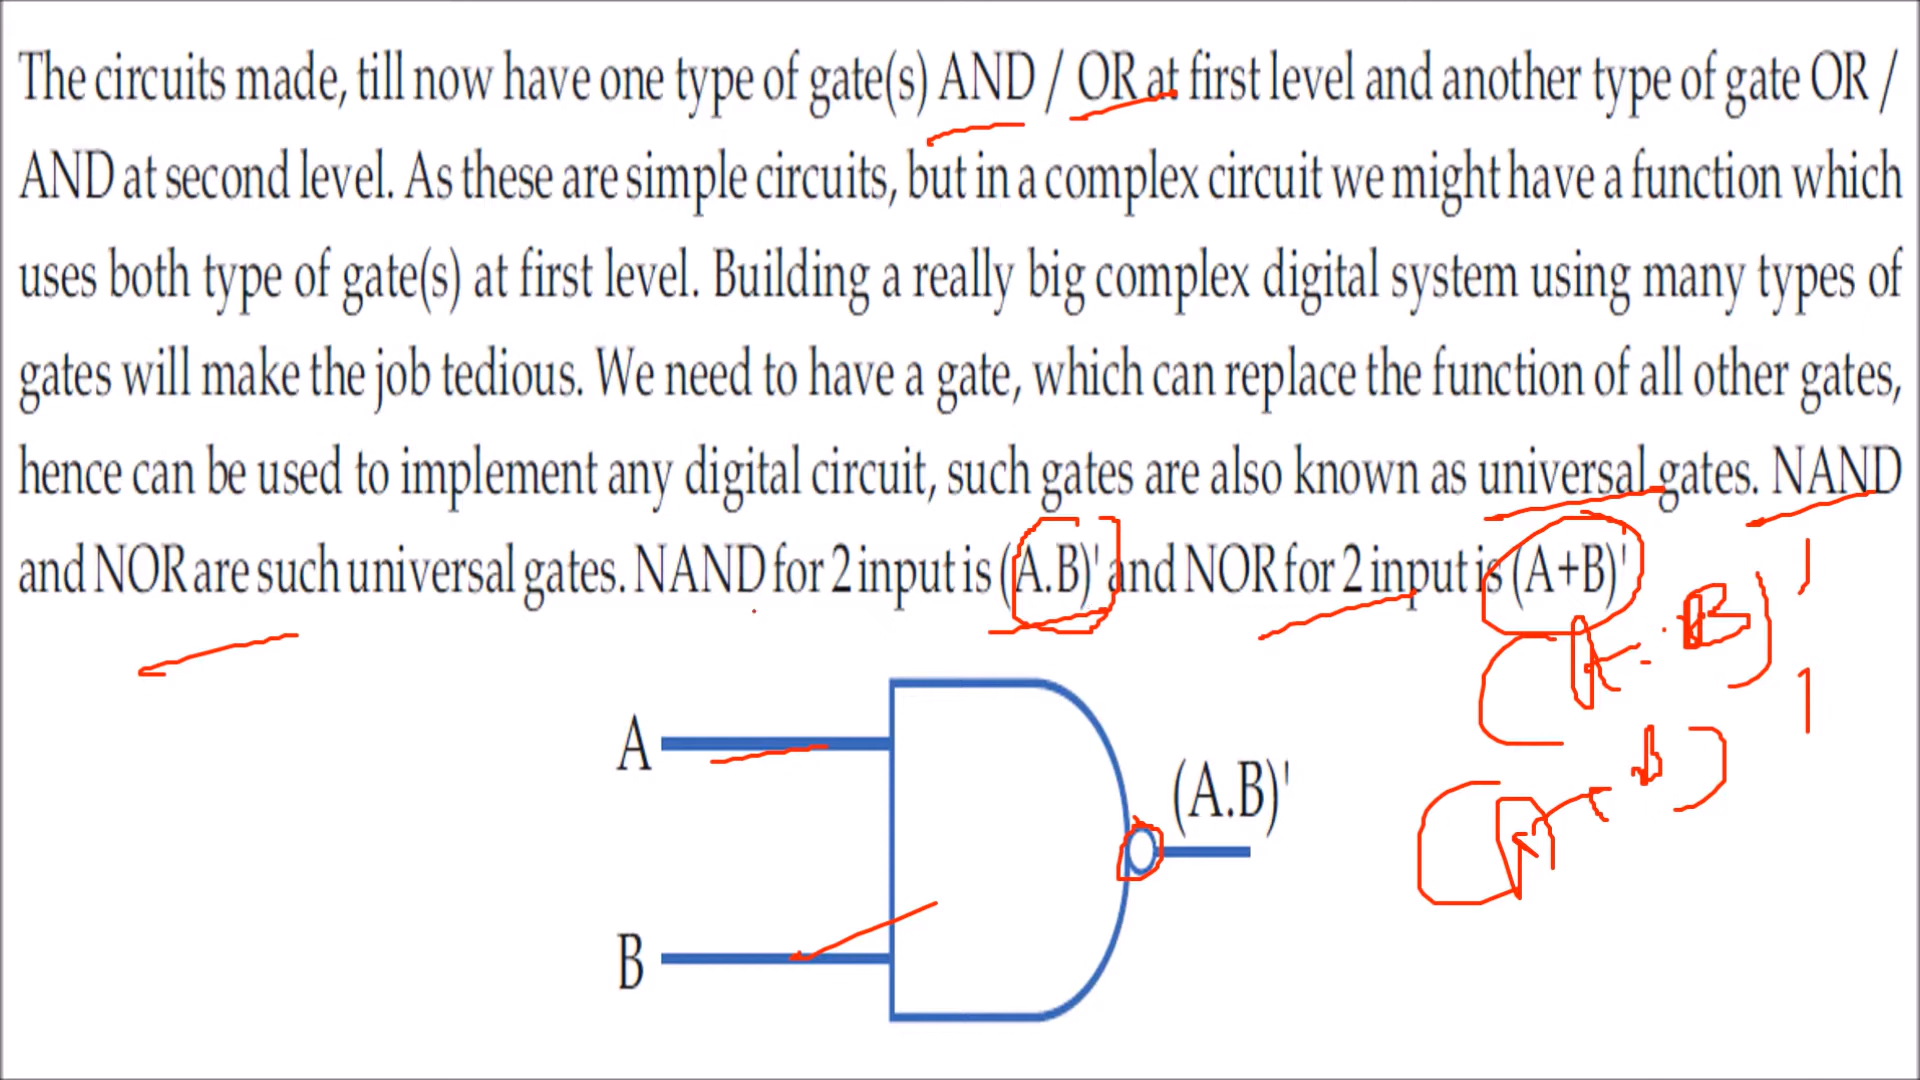 The circuits made, till now have one type of gate(s) AND / OR at first level and another type of gate OR /
AND at second level. As these are simple circuits, but in a complex circuit we might have a function which
uses both type of gate(s) at first level. Building a really big complex digital system using many types of
gates will make the job tedious. We need to have a gate, which can replace the function of all other gates,
hence can be used to implement any digital circuit, such gates are also known as universal gates. NAND
and NOR are such universal gates. NAND for 2 input is (A.B)' and NOR for 2 input is (A+B)'
A
(A.B)'
B